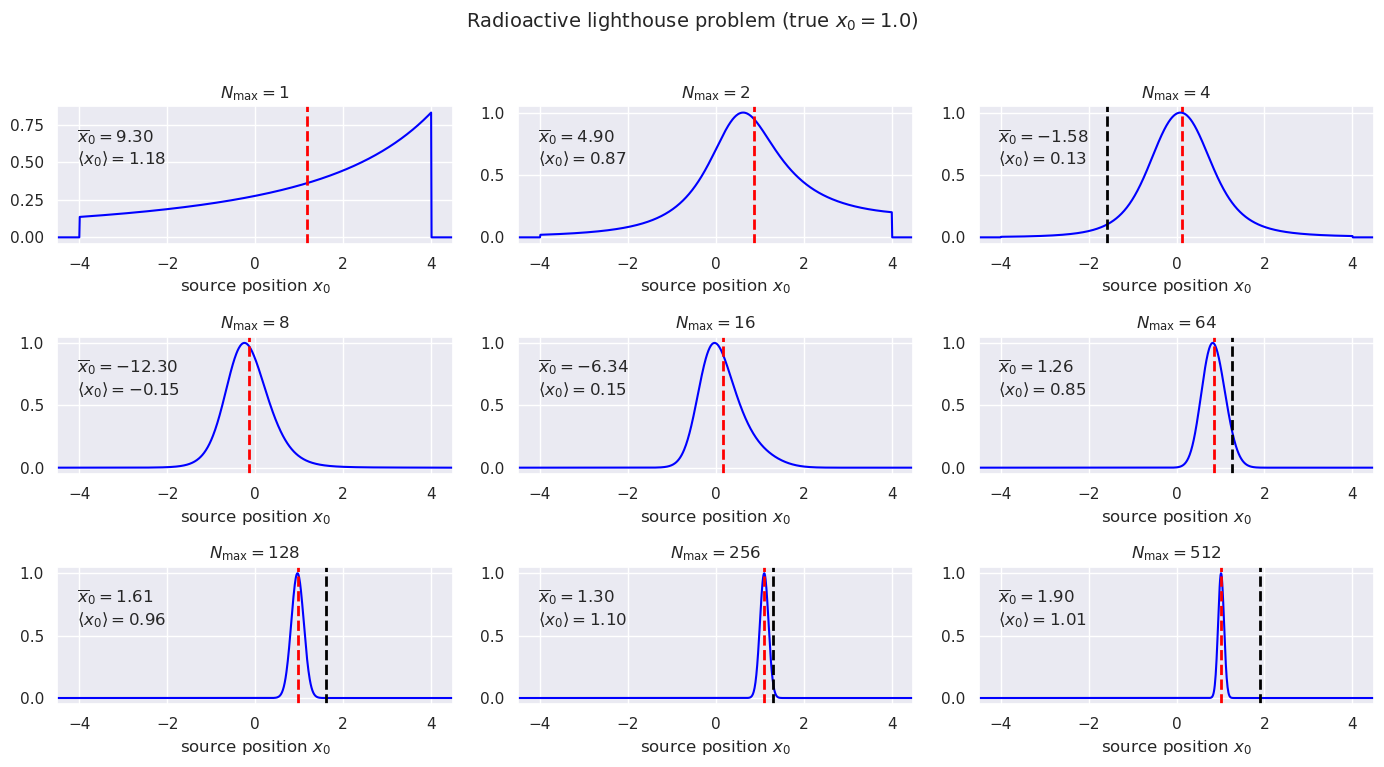 Radioactive lighthouse problem (true x₀ = 1.0)
N_max = 1
0.75
0.50
0.25
0.00
x̅₀ = 9.30
⟨x₀⟩ = 1.18
−4 −2 0 2 4
source position x₀
N_max = 2
1.0
0.5
0.0
x̅₀ = 4.90
⟨x₀⟩ = 0.87
−4 −2 0 2 4
source position x₀
N_max = 4
1.0
0.5
0.0
x̅₀ = −1.58
⟨x₀⟩ = 0.13
−4 −2 0 2 4
source position x₀
N_max = 8
1.0
0.5
0.0
x̅₀ = −12.30
⟨x₀⟩ = −0.15
−4 −2 0 2 4
source position x₀
N_max = 16
1.0
0.5
0.0
x̅₀ = −6.34
⟨x₀⟩ = 0.15
−4 −2 0 2 4
source position x₀
N_max = 64
1.0
0.5
0.0
x̅₀ = 1.26
⟨x₀⟩ = 0.85
−4 −2 0 2 4
source position x₀
N_max = 128
1.0
0.5
0.0
x̅₀ = 1.61
⟨x₀⟩ = 0.96
−4 −2 0 2 4
source position x₀
N_max = 256
1.0
0.5
0.0
x̅₀ = 1.30
⟨x₀⟩ = 1.10
−4 −2 0 2 4
source position x₀
N_max = 512
1.0
0.5
0.0
x̅₀ = 1.90
⟨x₀⟩ = 1.01
−4 −2 0 2 4
source position x₀